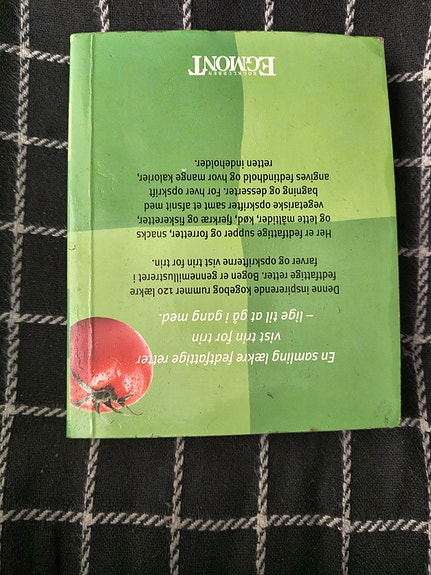 En samling lækre fedtfattige retter
vist trin for trin
– lige til at gå i gang med.
Denne inspirerende kogebog rummer 120 lækre
fedtfattige retter. Bogen er gennemillustreret i
farver og opskrifterne vist trin for trin.
Her er fedtfattige supper og forretter, snacks
og lette måltider, kød, fjerkræ og fiskeretter,
vegetariske opskrifter samt et afsnit med
bagning og desserter. For hver opskrift
angives fedtindhold og hvor mange kalorier,
retten indeholder.
BOGKLUBBEN
EGMONT